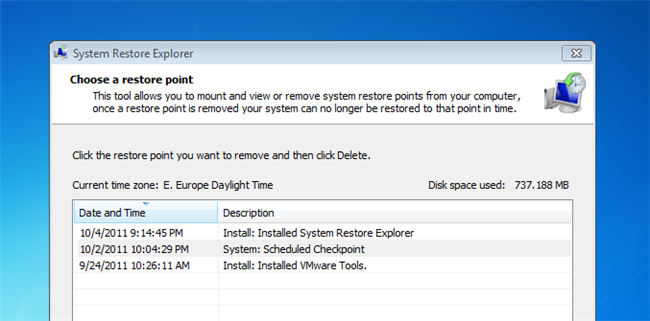 System Restore Explorer
Choose a restore point
This tool allows you to mount and view or remove system restore points from your computer,
once a restore point is removed your system can no longer be restored to that point in time.
Click the restore point you want to remove and then click Delete.
Current time zone: E. Europe Daylight Time Disk space used: 737.188 MB
Date and Time Description
10/4/2011 9:14:45 PM Install: Installed System Restore Explorer
10/2/2011 10:04:29 PM System: Scheduled Checkpoint
9/24/2011 10:26:11 AM Install: Installed VMware Tools.